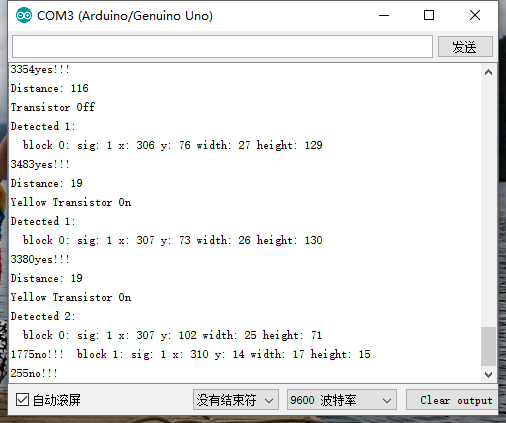 COM3 (Arduino/Genuino Uno)
发送
3354yes!!!
Distance: 116
Transistor Off
Detected 1:
block 0: sig: 1 x: 306 y: 76 width: 27 height: 129
3483yes!!!
Distance: 19
Yellow Transistor On
Detected 1:
block 0: sig: 1 x: 307 y: 73 width: 26 height: 130
3380yes!!!
Distance: 19
Yellow Transistor On
Detected 2:
block 0: sig: 1 x: 307 y: 102 width: 25 height: 71
1775no!!!  block 1: sig: 1 x: 310 y: 14 width: 17 height: 15
255no!!!
自动滚屏 没有结束符 9600 波特率 Clear output